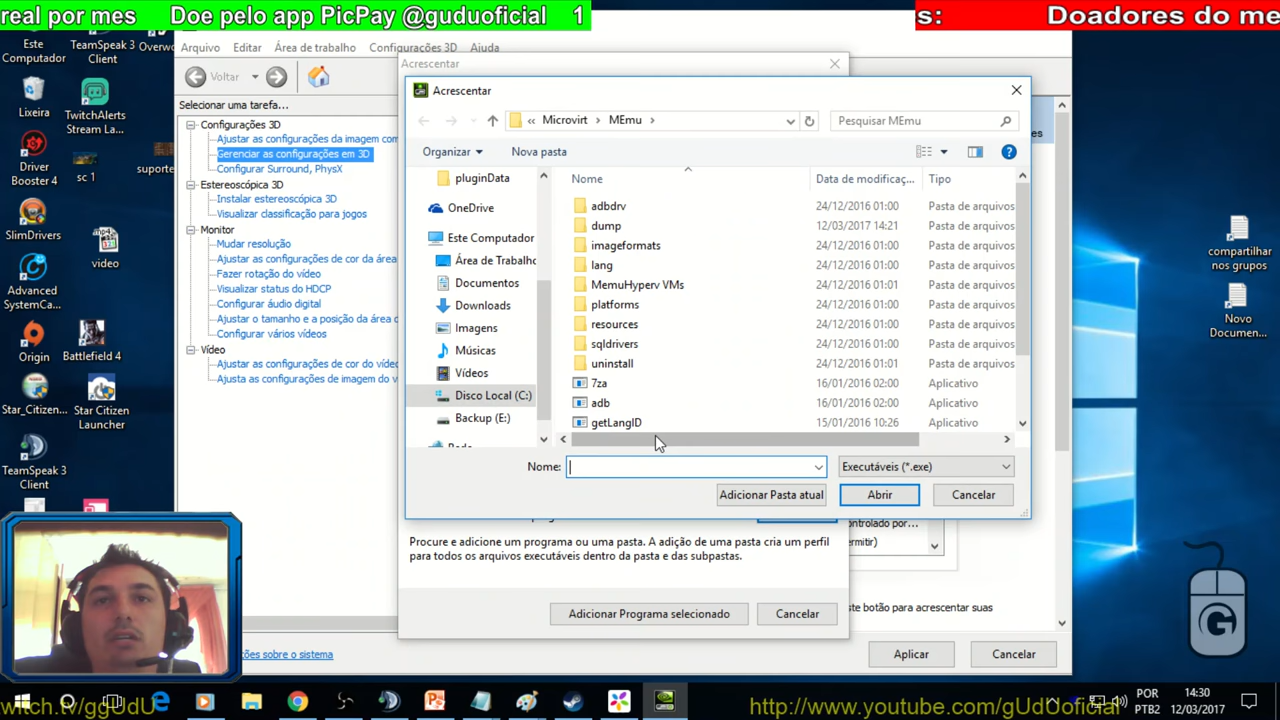 real por mes Doe pelo app PicPay @guduoficial 1
s: Doadores do me
Este Computador
TeamSpeak 3 Client
Overwo
Lixeira
TwitchAlerts Stream La...
Driver Booster 4
sc 1
suporte
SlimDrivers
video
Advanced SystemCa...
Origin
Battlefield 4
Star_Citizen...
Star Citizen Launcher
TeamSpeak 3 Client
Arquivo Editar Área de trabalho Configurações 3D Ajuda
Voltar
Selecionar uma tarefa...
Configurações 3D
Ajustar as configurações da imagem com
Gerenciar as configurações em 3D
Configurar Surround, PhysX
Estereoscópica 3D
Instalar estereoscópica 3D
Visualizar classificação para jogos
Monitor
Mudar resolução
Ajustar as configurações de cor da área
Fazer rotação do vídeo
Visualizar status do HDCP
Configurar áudio digital
Ajustar o tamanho e a posição da área d
Configurar vários vídeos
Vídeo
Ajustar as configurações de cor do vídeo
Ajusta as configurações de imagem do v
ções sobre o sistema
Acrescentar
Acrescentar
« Microvirt > MEmu >
Pesquisar MEmu
Organizar Nova pasta
pluginData
OneDrive
Este Computador
Área de Trabalho
Documentos
Downloads
Imagens
Músicas
Vídeos
Disco Local (C:)
Backup (E:)
Rede
Nome Data de modificaç... Tipo
adbdrv 24/12/2016 01:00 Pasta de arquivos
dump 12/03/2017 14:21 Pasta de arquivos
imageformats 24/12/2016 01:00 Pasta de arquivos
lang 24/12/2016 01:00 Pasta de arquivos
MemuHyperv VMs 24/12/2016 01:01 Pasta de arquivos
platforms 24/12/2016 01:00 Pasta de arquivos
resources 24/12/2016 01:00 Pasta de arquivos
sqldrivers 24/12/2016 01:00 Pasta de arquivos
uninstall 24/12/2016 01:01 Pasta de arquivos
7za 16/01/2016 02:00 Aplicativo
adb 16/01/2016 02:00 Aplicativo
getLangID 15/01/2016 10:26 Aplicativo
Nome:
Executáveis (*.exe)
Adicionar Pasta atual Abrir Cancelar
es
ontrolado por...
ermitir)
Procure e adicione um programa ou uma pasta. A adição de uma pasta cria um perfil
para todos os arquivos executáveis dentro da pasta e das subpastas.
ste botão para acrescentar suas
Adicionar Programa selecionado Cancelar
Aplicar Cancelar
compartilhar nos grupos
Novo Documen...
G
witch.tv/ggUdU
http://www.youtube.com/gUdUoficial
POR
PTB2
14:30
12/03/2017